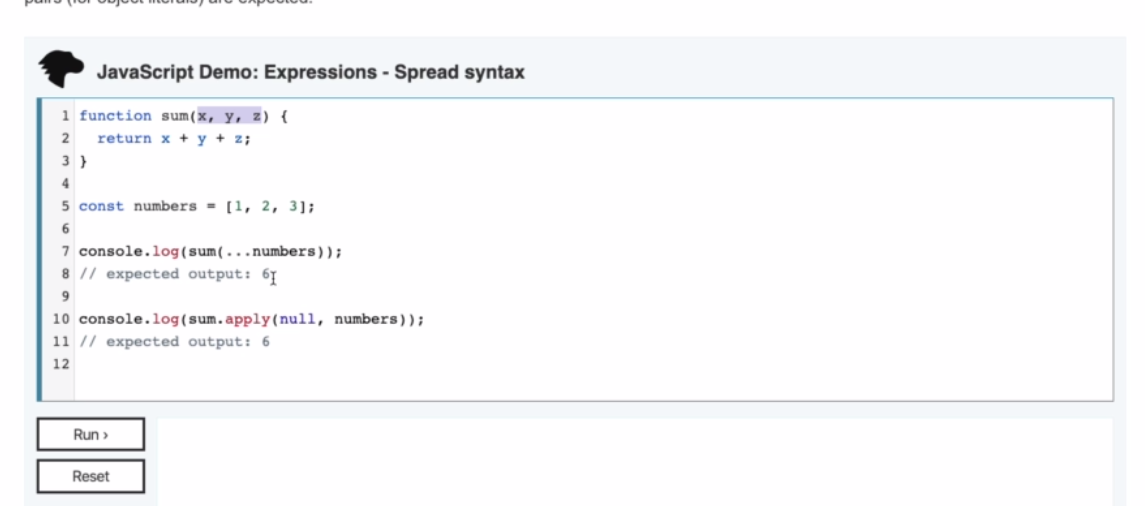 pairs (for object literals) are expected.
JavaScript Demo: Expressions - Spread syntax
1 function sum(x, y, z) {
2   return x + y + z;
3 }
4
5 const numbers = [1, 2, 3];
6
7 console.log(sum(...numbers));
8 // expected output: 6
9
10 console.log(sum.apply(null, numbers));
11 // expected output: 6
12
Run ›
Reset